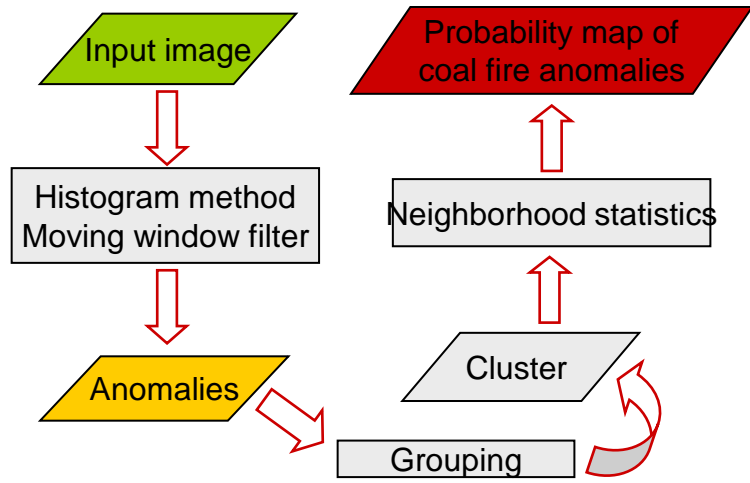 Input image
Histogram method
Moving window filter
Anomalies
Grouping
Cluster
Neighborhood statistics
Probability map of
coal fire anomalies